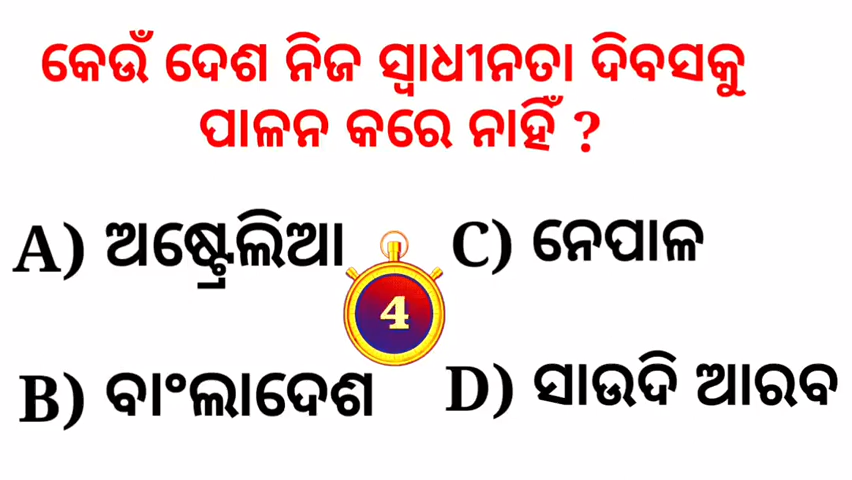 କେଉଁ ଦେଶ ନିଜ ସ୍ୱାଧୀନତା ଦିବସକୁ
ପାଳନ କରେ ନାହିଁ ?
A) ଅଷ୍ଟ୍ରେଲିଆ
C) ନେପାଳ
4
B) ବାଂଲାଦେଶ
D) ସାଉଦି ଆରବ